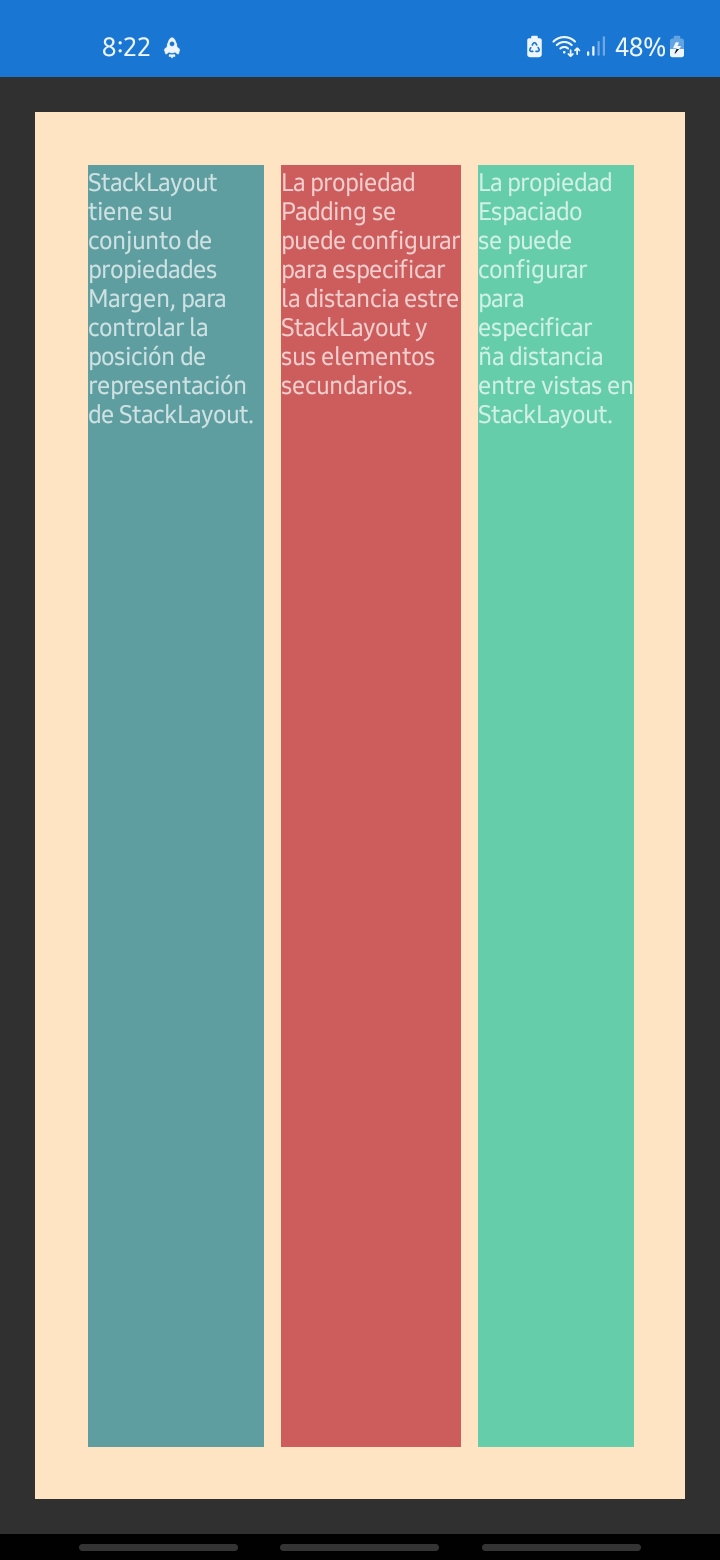 8:22
48%
StackLayout
tiene su
conjunto de
propiedades
Margen, para
controlar la
posición de
representación
de StackLayout.
La propiedad
Padding se
puede configurar
para especificar
la distancia estre
StackLayout y
sus elementos
secundarios.
La propiedad
Espaciado
se puede
configurar
para
especificar
ña distancia
entre vistas en
StackLayout.